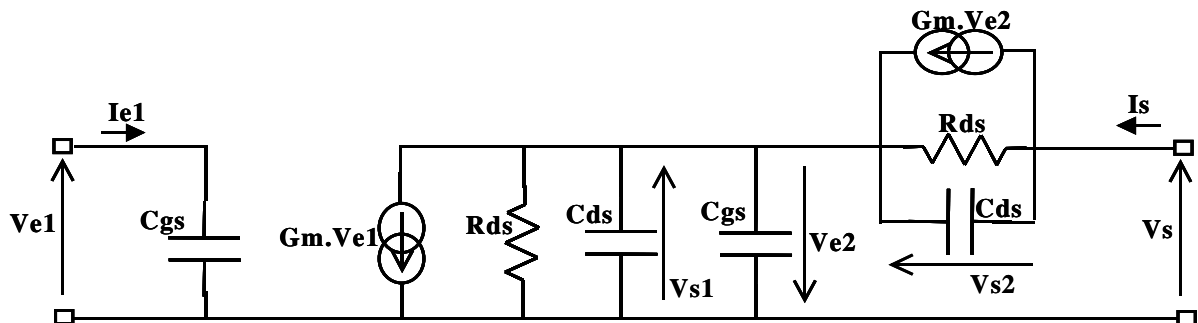 Gm.Ve2
Ie1
Is
Rds
Ve1
Cgs
Gm.Ve1
Rds
Cds
Vs1
Cgs
Ve2
Cds
Vs2
Vs